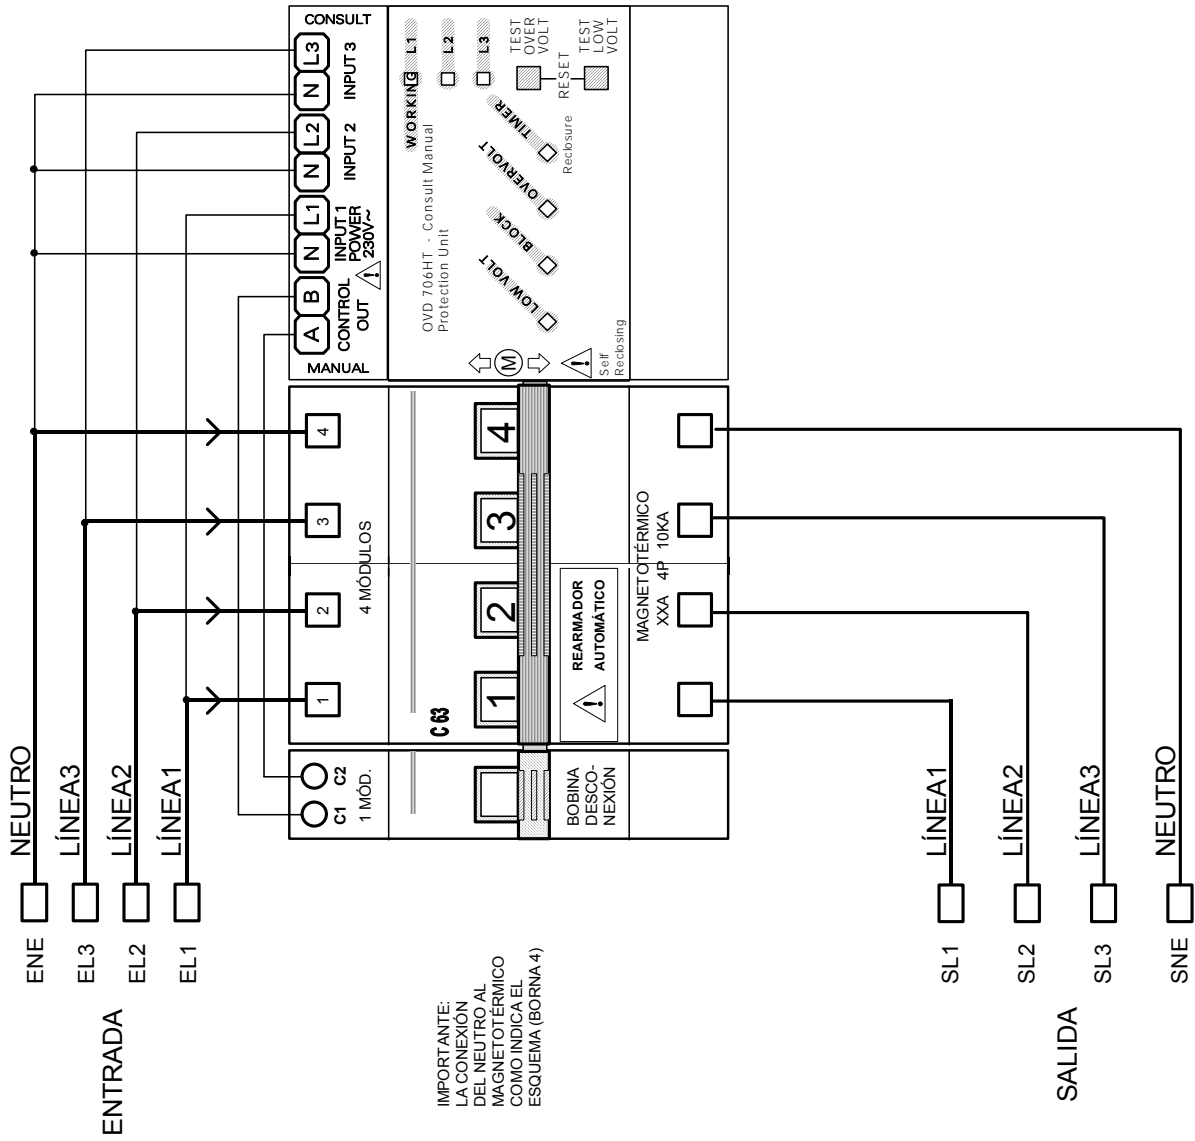 CONSULT
L3
N
INPUT 3
L2
N
INPUT 2
L1
N
INPUT 1
POWER
230V~
B
A
CONTROL
OUT
MANUAL
WORKING L1
L2
L3
TEST
OVER
VOLT
RESET
TEST
LOW
VOLT
OVD 706HT - Consult Manual
Protection Unit
TIMER
OVERVOLT
BLOCK
LOW VOLT
Reclosure
M
Self
Reclosing
4
3
2
1
4 MÓDULOS
4
3
2
1
C 63
REARMADOR
AUTOMÁTICO
MAGNETOTÉRMICO
XXA 4P 10KA
C2
C1
1 MÓD.
BOBINA
DESCO-
NEXIÓN
NEUTRO
LÍNEA3
LÍNEA2
LÍNEA1
ENE
EL3
EL2
EL1
ENTRADA
IMPORTANTE:
LA CONEXIÓN
DEL NEUTRO AL
MAGNETOTÉRMICO
COMO INDICA EL
ESQUEMA (BORNA 4)
LÍNEA1
LÍNEA2
LÍNEA3
NEUTRO
SL1
SL2
SL3
SNE
SALIDA